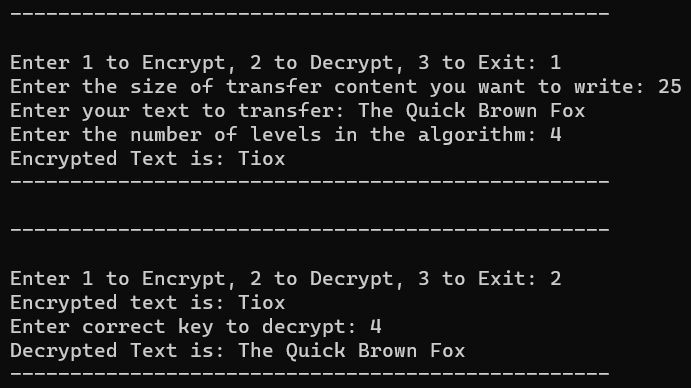 --------------------------------------------------
Enter 1 to Encrypt, 2 to Decrypt, 3 to Exit: 1
Enter the size of transfer content you want to write: 25
Enter your text to transfer: The Quick Brown Fox
Enter the number of levels in the algorithm: 4
Encrypted Text is: Tiox
--------------------------------------------------
--------------------------------------------------
Enter 1 to Encrypt, 2 to Decrypt, 3 to Exit: 2
Encrypted text is: Tiox
Enter correct key to decrypt: 4
Decrypted Text is: The Quick Brown Fox
--------------------------------------------------